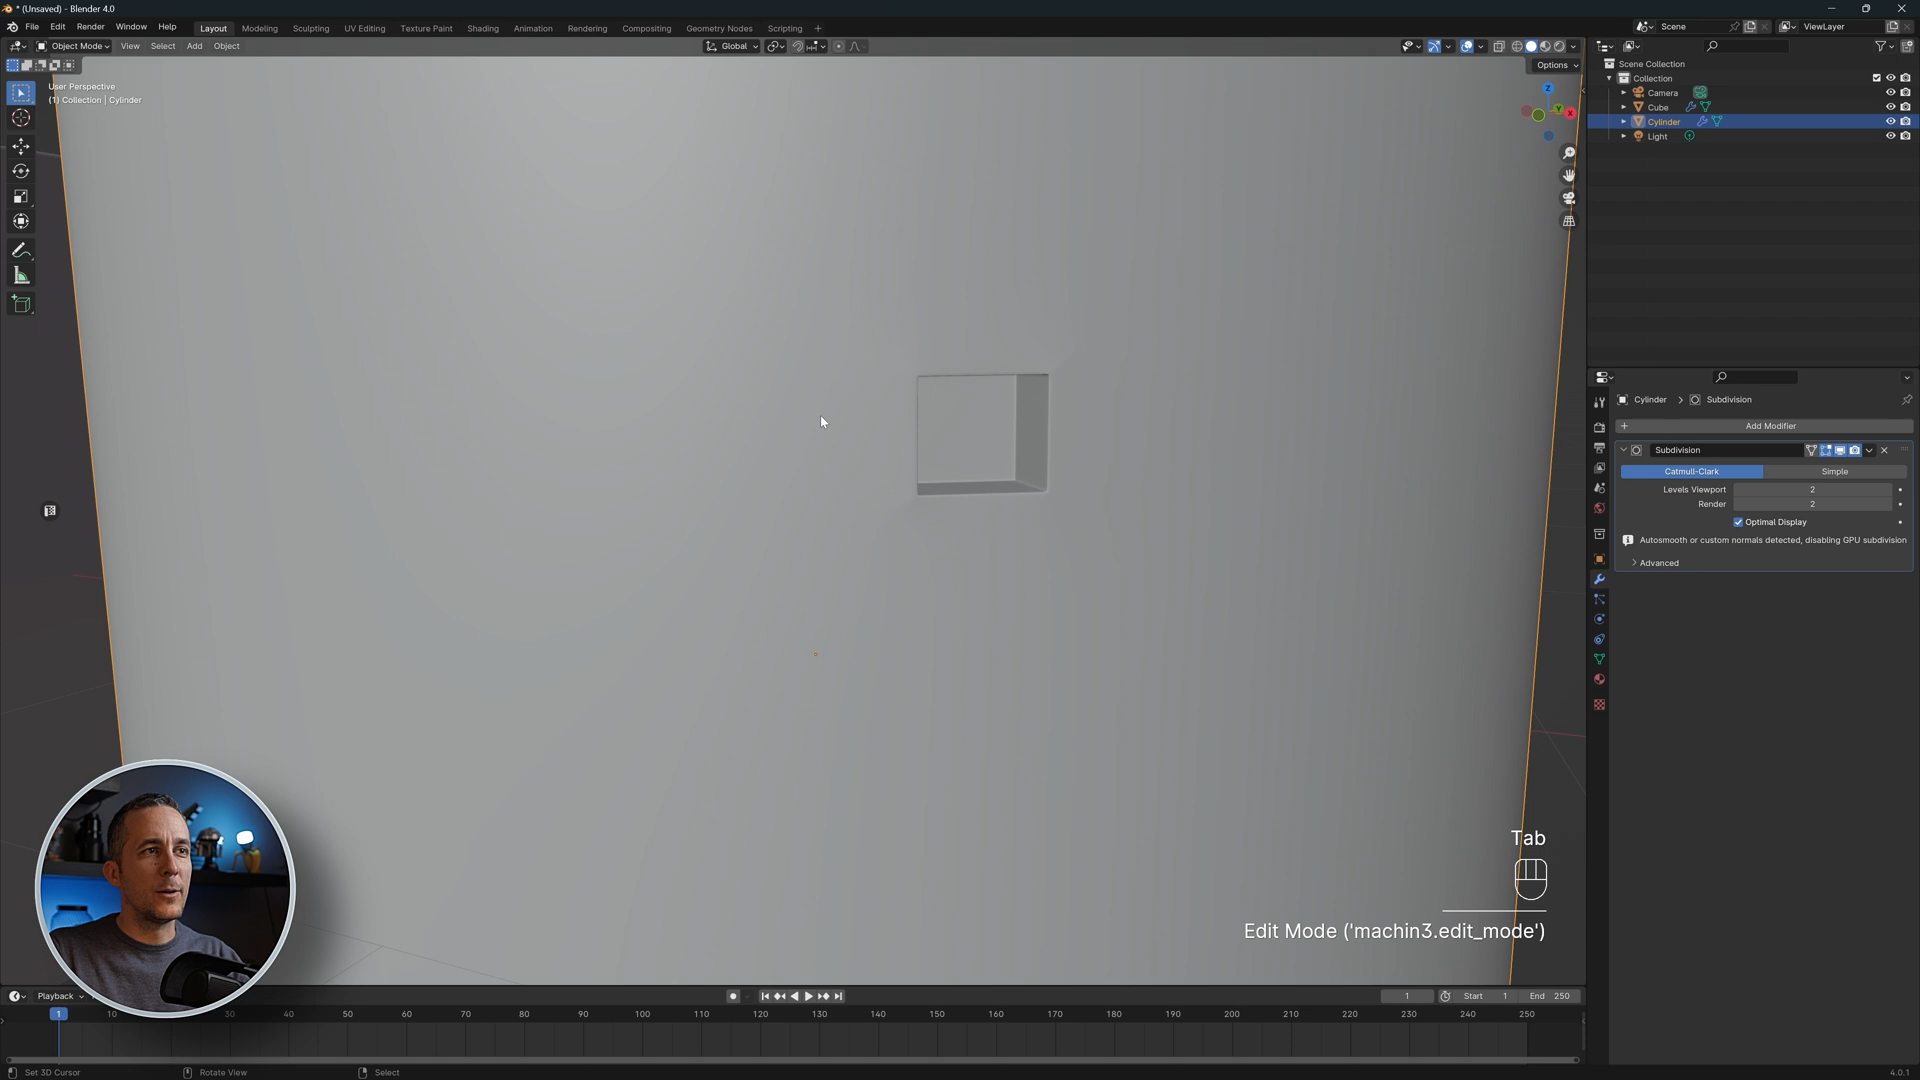 * (Unsaved) - Blender 4.0
File Edit Render Window Help
Layout Modeling Sculpting UV Editing Texture Paint Shading Animation Rendering Compositing Geometry Nodes Scripting +
Scene
ViewLayer
Object Mode View Select Add Object
Global
Options
User Perspective
(1) Collection | Cylinder
Z
Y
X
Scene Collection
Collection
Camera
Cube
Cylinder
Light
Cylinder > Subdivision
+ Add Modifier
Subdivision
Catmull-Clark Simple
Levels Viewport 2
Render 2
Optimal Display
Autosmooth or custom normals detected, disabling GPU subdivision
Advanced
Tab
Edit Mode ('machin3.edit_mode')
Playback
1 Start 1 End 250
1 10 30 40 50 60 70 80 90 100 110 120 130 140 150 160 170 180 190 200 210 220 230 240 250
Set 3D Cursor Rotate View Select
4.0.1